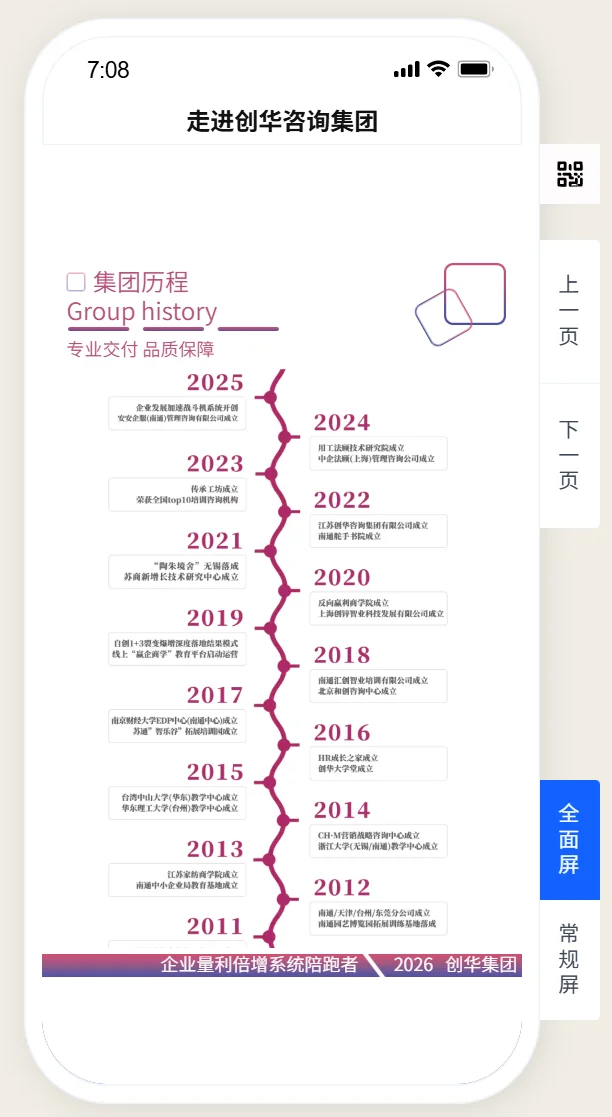 7:08
走进创华咨询集团
集团历程
Group history
专业交付 品质保障
2025
企业发展加速战斗机系统开创
安安企服(南通)管理咨询有限公司成立
2024
用工法顾技术研究院成立
中企法顾(上海)管理咨询公司成立
2023
传承工坊成立
荣获全国top10培训咨询机构
2022
江苏创华咨询集团有限公司成立
南通舵手书院成立
2021
“陶朱境舍”无锡落成
苏商新增长技术研究中心成立
2020
反向赢利商学院成立
上海创锌智业科技发展有限公司成立
2019
自创1+3裂变爆增深度落地结果模式
线上“赢企商学”教育平台启动运营
2018
南通汇创智业培训有限公司成立
北京和创咨询中心成立
2017
南京财经大学EDP中心(南通中心)成立
苏通”智乐谷”拓展培训园成立
2016
HR成长之家成立
创华大学堂成立
2015
台湾中山大学(华东)教学中心成立
华东理工大学(台州)教学中心成立
2014
CH·M营销战略咨询中心成立
浙江大学(无锡/南通)教学中心成立
2013
江苏家纺商学院成立
南通中小企业局教育基地成立
2012
南通/天津/台州/东莞分公司成立
南通园艺博览园拓展训练基地落成
2011
企业量利倍增系统陪跑者
2026 创华集团
上一页
下一页
全面屏
常规屏